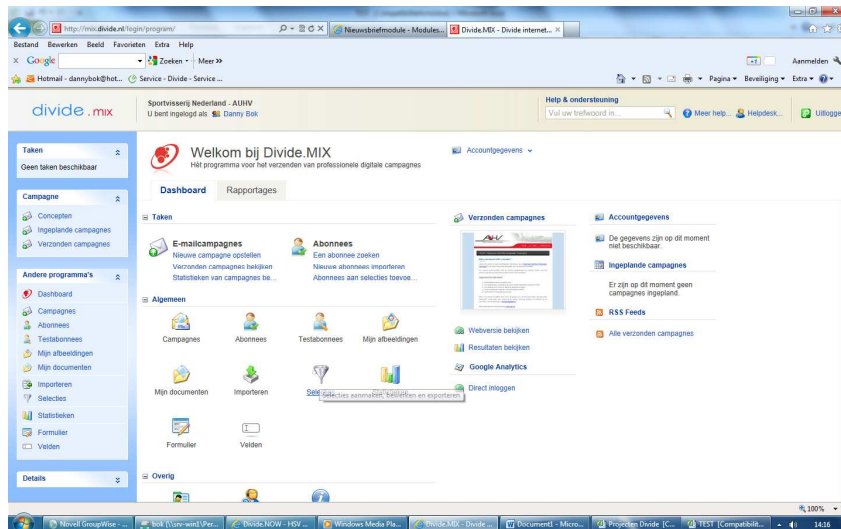 http://mix.divide.nl/login/program/
Nieuwsbriefmodule - Modules...
Divide.MIX - Divide internet...
Bestand Bewerken Beeld Favorieten Extra Help
Google Zoeken Meer >>
Aanmelden
Hotmail - dannybok@hot... Service - Divide - Service ...
Pagina Beveiliging Extra
divide . mix
Sportvisserij Nederland - AUHV
U bent ingelogd als Danny Bok
Help & ondersteuning
Vul uw trefwoord in...
Meer help... Helpdesk... Uitlogge
Taken
Geen taken beschikbaar
Campagne
Concepten
Ingeplande campagnes
Verzonden campagnes
Andere programma's
Dashboard
Campagnes
Abonnees
Testabonnees
Mijn afbeeldingen
Mijn documenten
Importeren
Selecties
Statistieken
Formulier
Velden
Details
Welkom bij Divide.MIX
Hét programma voor het verzenden van professionele digitale campagnes
Accountgegevens
Dashboard Rapportages
Taken
E-mailcampagnes
Nieuwe campagne opstellen
Verzonden campagnes bekijken
Statistieken van campagnes be...
Abonnees
Een abonnee zoeken
Nieuwe abonnees importeren
Abonnees aan selecties toevoe...
Algemeen
Campagnes Abonnees Testabonnees Mijn afbeeldingen
Mijn documenten Importeren
Selecties aanmaken, bewerken en exporteren
Formulier Velden
Overig
Verzonden campagnes
Webversie bekijken
Resultaten bekijken
Google Analytics
Direct inloggen
Accountgegevens
De gegevens zijn op dit moment
niet beschikbaar.
Ingeplande campagnes
Er zijn op dit moment geen
campagnes ingepland.
RSS Feeds
Alle verzonden campagnes
100%
Novell GroupWise - ... bok (\\srv-win1\Per... Divide.NOW - HSV ... Windows Media Pla... Divide.MIX - Divide ... Document1 - Micro... Projecten Divide [C... TEST [Compatibilit... 14:16